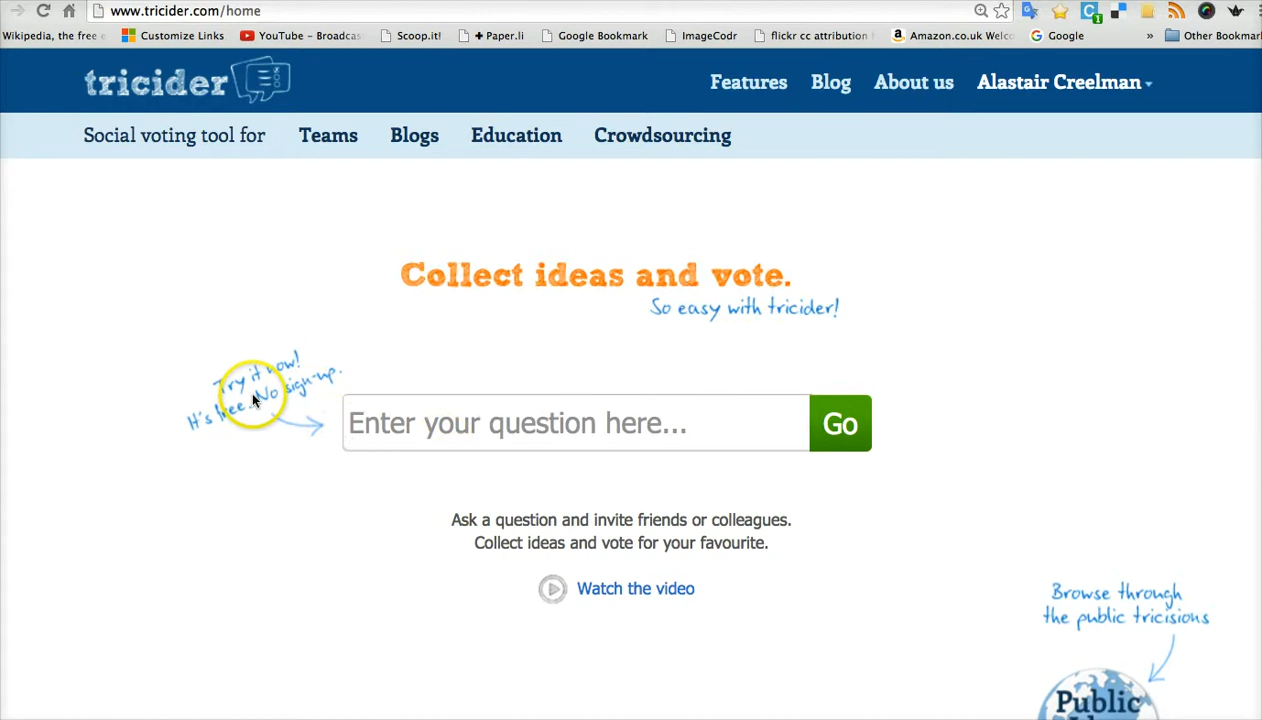 www.tricider.com/home
Wikipedia, the free e
Customize Links
YouTube – Broadcas
Scoop.it!
+ Paper.li
Google Bookmark
ImageCodr
flickr cc attribution h
Amazon.co.uk Welco
Google
»
Other Bookmark
tricider
Features
Blog
About us
Alastair Creelman
Social voting tool for
Teams
Blogs
Education
Crowdsourcing
Collect ideas and vote.
So easy with tricider!
Try it now!
It's free. No sign-up.
Enter your question here...
Go
Ask a question and invite friends or colleagues.
Collect ideas and vote for your favourite.
Watch the video
Browse through
the public tricisions
Public